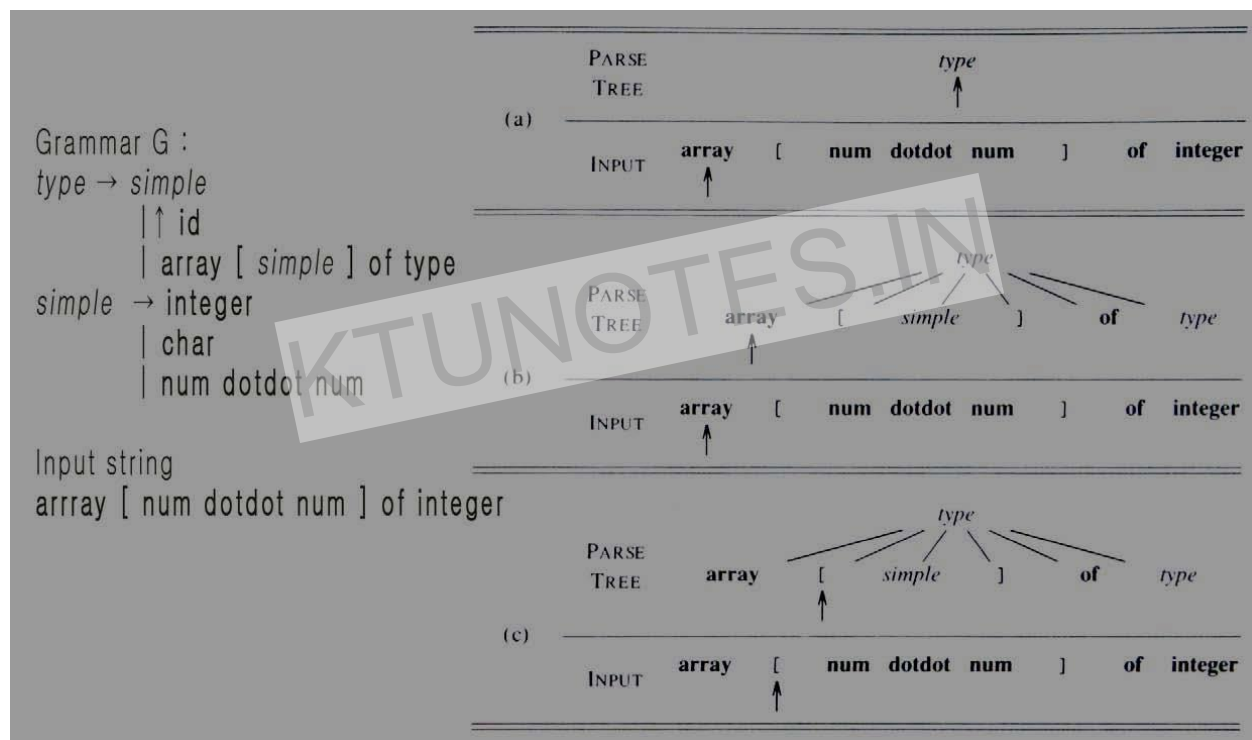 Grammar G :
type → simple
| ↑ id
| array [ simple ] of type
simple → integer
| char
| num dotdot num
Input string
arrray [ num dotdot num ] of integer
PARSE
TREE
type
(a)
INPUT array [ num dotdot num ] of integer
type
PARSE
TREE
array [ simple ] of type
(b)
INPUT array [ num dotdot num ] of integer
type
PARSE
TREE
array [ simple ] of type
(c)
INPUT array [ num dotdot num ] of integer
KTUNOTES.IN